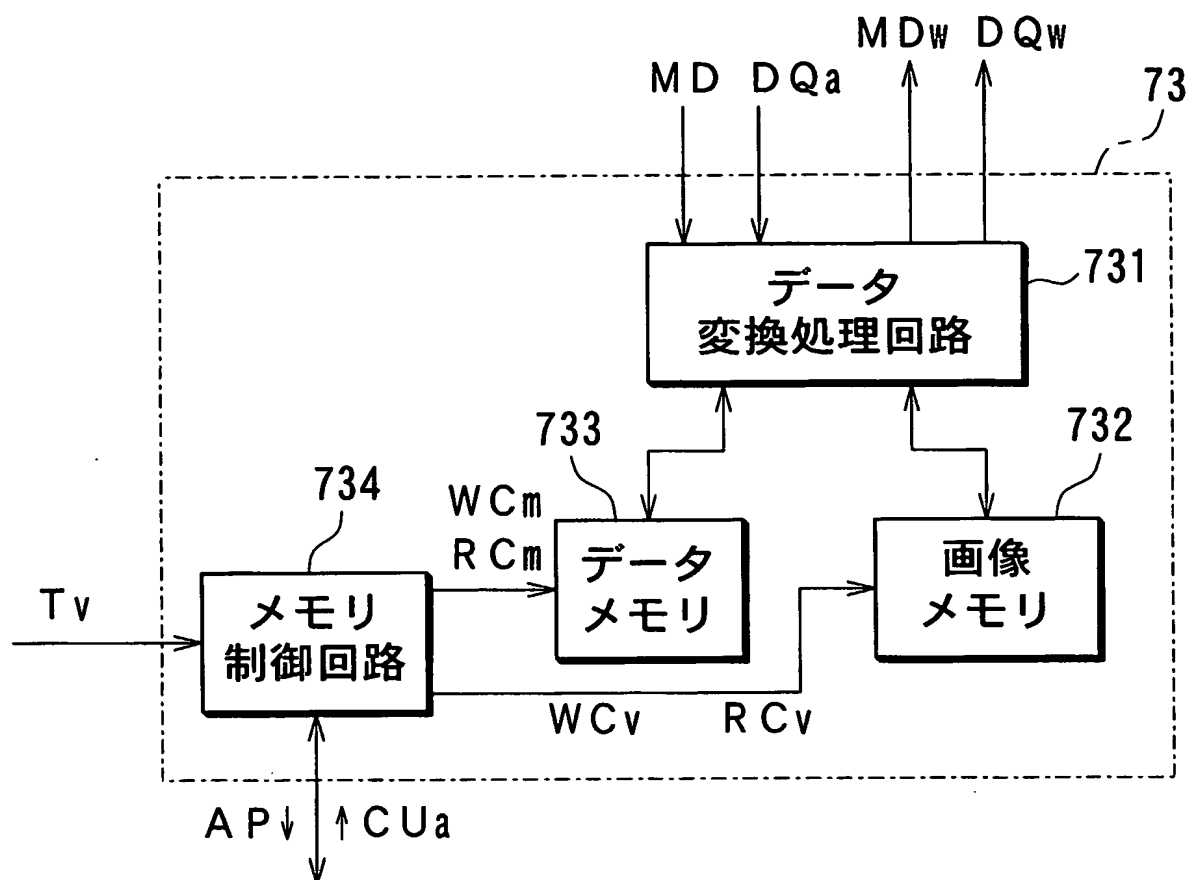 MDw DQw
MD DQa
73
データ
変換処理回路
731
733
732
734
WCm
RCm
データ
メモリ
画像
メモリ
Tv
メモリ
制御回路
WCv RCv
AP↓ ↑CUa